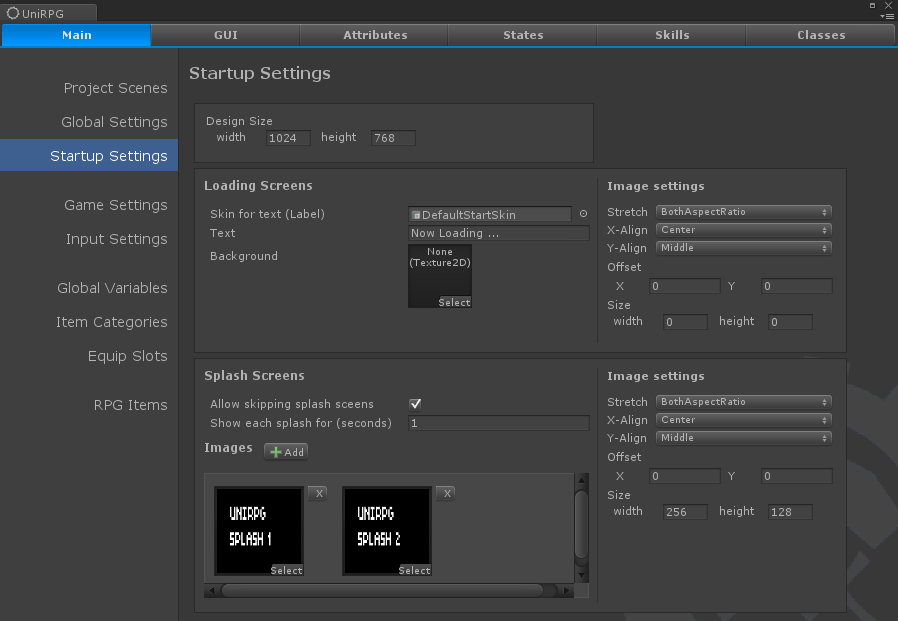 UniRPG
Main GUI Attributes States Skills Classes
Project Scenes
Global Settings
Startup Settings
Game Settings
Input Settings
Global Variables
Item Categories
Equip Slots
RPG Items
Startup Settings
Design Size
width 1024 height 768
Loading Screens
Skin for text (Label) DefaultStartSkin
Text Now Loading ...
Background None
(Texture2D)
Select
Image settings
Stretch BothAspectRatio
X-Align Center
Y-Align Middle
Offset
X 0 Y 0
Size
width 0 height 0
Splash Screens
Allow skipping splash sceens
Show each splash for (seconds) 1
Images Add
X X
UNIRPG
SPLASH 1
Select
UNIRPG
SPLASH 2
Select
Image settings
Stretch BothAspectRatio
X-Align Center
Y-Align Middle
Offset
X 0 Y 0
Size
width 256 height 128